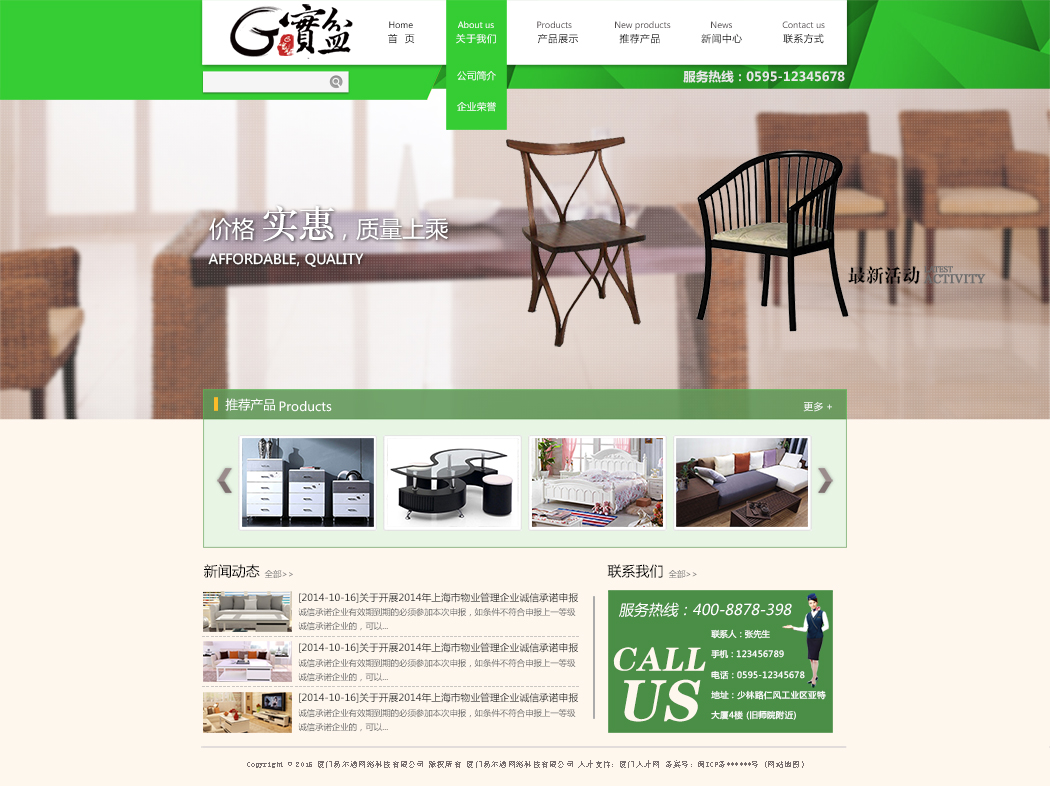 G寶盆
Home
首 页
About us
关于我们
Products
产品展示
New products
推荐产品
News
新闻中心
Contact us
联系方式
公司简介
企业荣誉
服务热线：0595-12345678
价格 实惠，质量上乘
AFFORDABLE, QUALITY
最新活动 LATEST ACTIVITY
推荐产品 Products
更多 +
新闻动态 全部>>
[2014-10-16]关于开展2014年上海市物业管理企业诚信承诺申报
诚信承诺企业有效期到期的必须参加本次申报，如条件不符合申报上一等级
诚信承诺企业的，可以...
[2014-10-16]关于开展2014年上海市物业管理企业诚信承诺申报
诚信承诺企业有效期到期的必须参加本次申报，如条件不符合申报上一等级
诚信承诺企业的，可以...
[2014-10-16]关于开展2014年上海市物业管理企业诚信承诺申报
诚信承诺企业有效期到期的必须参加本次申报，如条件不符合申报上一等级
诚信承诺企业的，可以...
联系我们 全部>>
服务热线：400-8878-398
CALL
US
联系人：张先生
手机：123456789
电话：0595-12345678
地址：少林路仁风工业区亚特
大厦4楼 (旧师院附近)
Copyright © 2016 厦门易尔通网络科技有限公司 版权所有 厦门易尔通网络科技有限公司 人才支持：厦门人才网 备案号：闽ICP备******号 (网站地图)